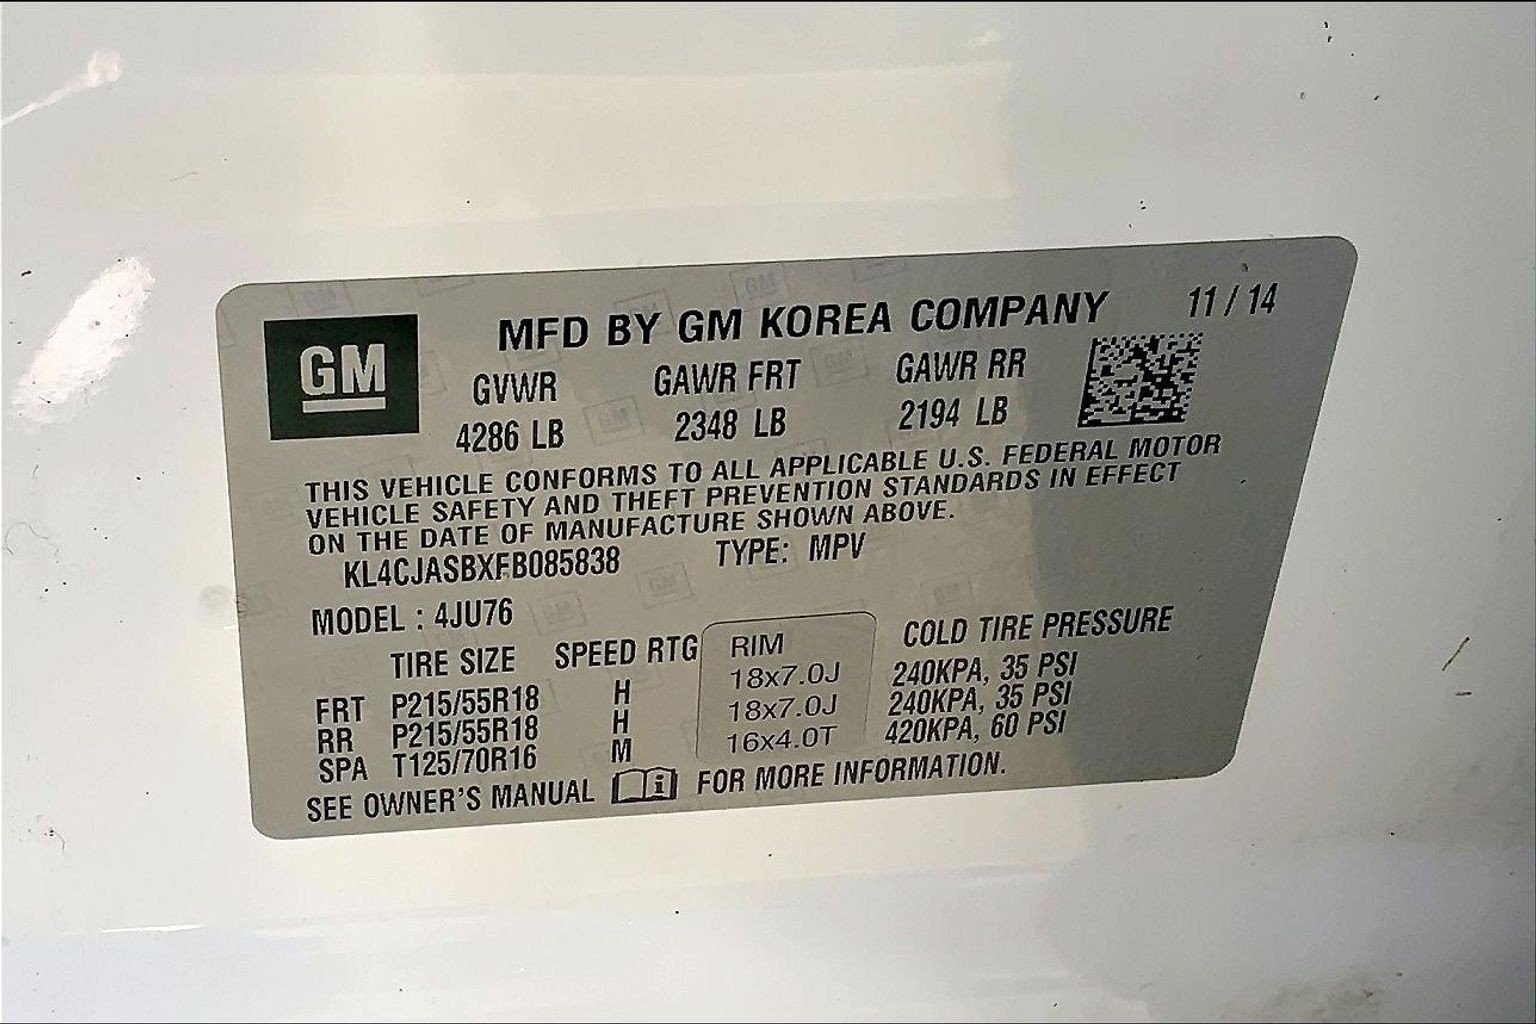 GM
MFD BY GM KOREA COMPANY 11 / 14
GVWR GAWR FRT GAWR RR
4286 LB 2348 LB 2194 LB
THIS VEHICLE CONFORMS TO ALL APPLICABLE U.S. FEDERAL MOTOR
VEHICLE SAFETY AND THEFT PREVENTION STANDARDS IN EFFECT
ON THE DATE OF MANUFACTURE SHOWN ABOVE.
KL4CJASBXFB085838 TYPE: MPV
MODEL : 4JU76
TIRE SIZE SPEED RTG RIM COLD TIRE PRESSURE
FRT P215/55R18 H 18x7.0J 240KPA, 35 PSI
RR P215/55R18 H 18x7.0J 240KPA, 35 PSI
SPA T125/70R16 M 16x4.0T 420KPA, 60 PSI
SEE OWNER'S MANUAL i FOR MORE INFORMATION.